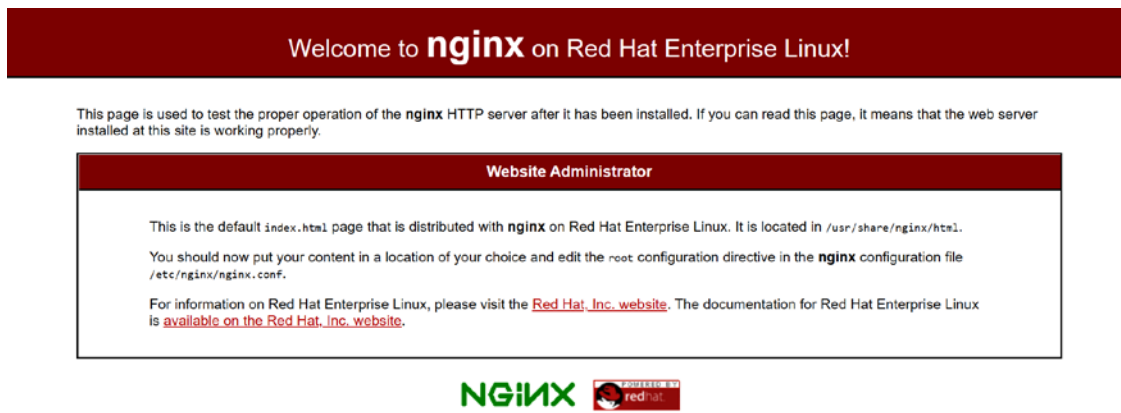 Welcome to nginx on Red Hat Enterprise Linux!
This page is used to test the proper operation of the nginx HTTP server after it has been installed. If you can read this page, it means that the web server
installed at this site is working properly.
Website Administrator
This is the default index.html page that is distributed with nginx on Red Hat Enterprise Linux. It is located in /usr/share/nginx/html.
You should now put your content in a location of your choice and edit the root configuration directive in the nginx configuration file
/etc/nginx/nginx.conf.
For information on Red Hat Enterprise Linux, please visit the Red Hat, Inc. website. The documentation for Red Hat Enterprise Linux
is available on the Red Hat, Inc. website.
NGINX
POWERED BY
redhat.